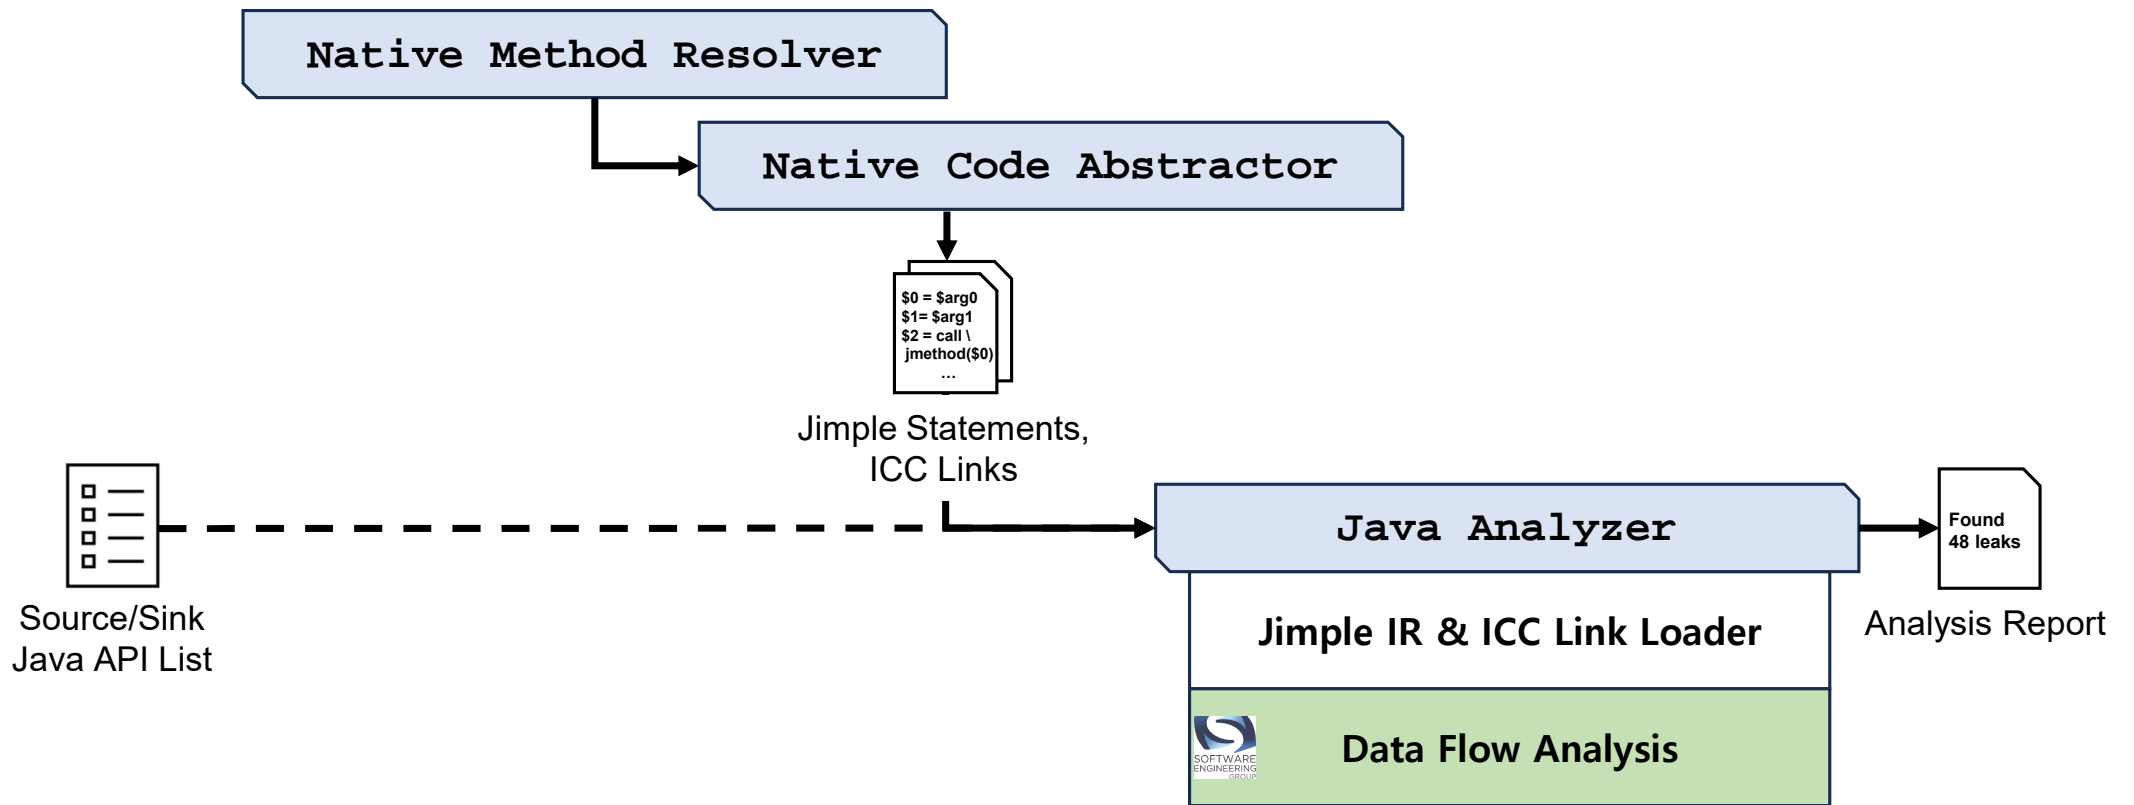 Native Method Resolver
Native Code Abstractor
$0 = $arg0
$1= $arg1
$2 = call \
jmethod($0)
...
Jimple Statements,
ICC Links
Source/Sink
Java API List
Java Analyzer
Found
48 leaks
Analysis Report
Jimple IR & ICC Link Loader
SOFTWARE
ENGINEERING
GROUP
Data Flow Analysis